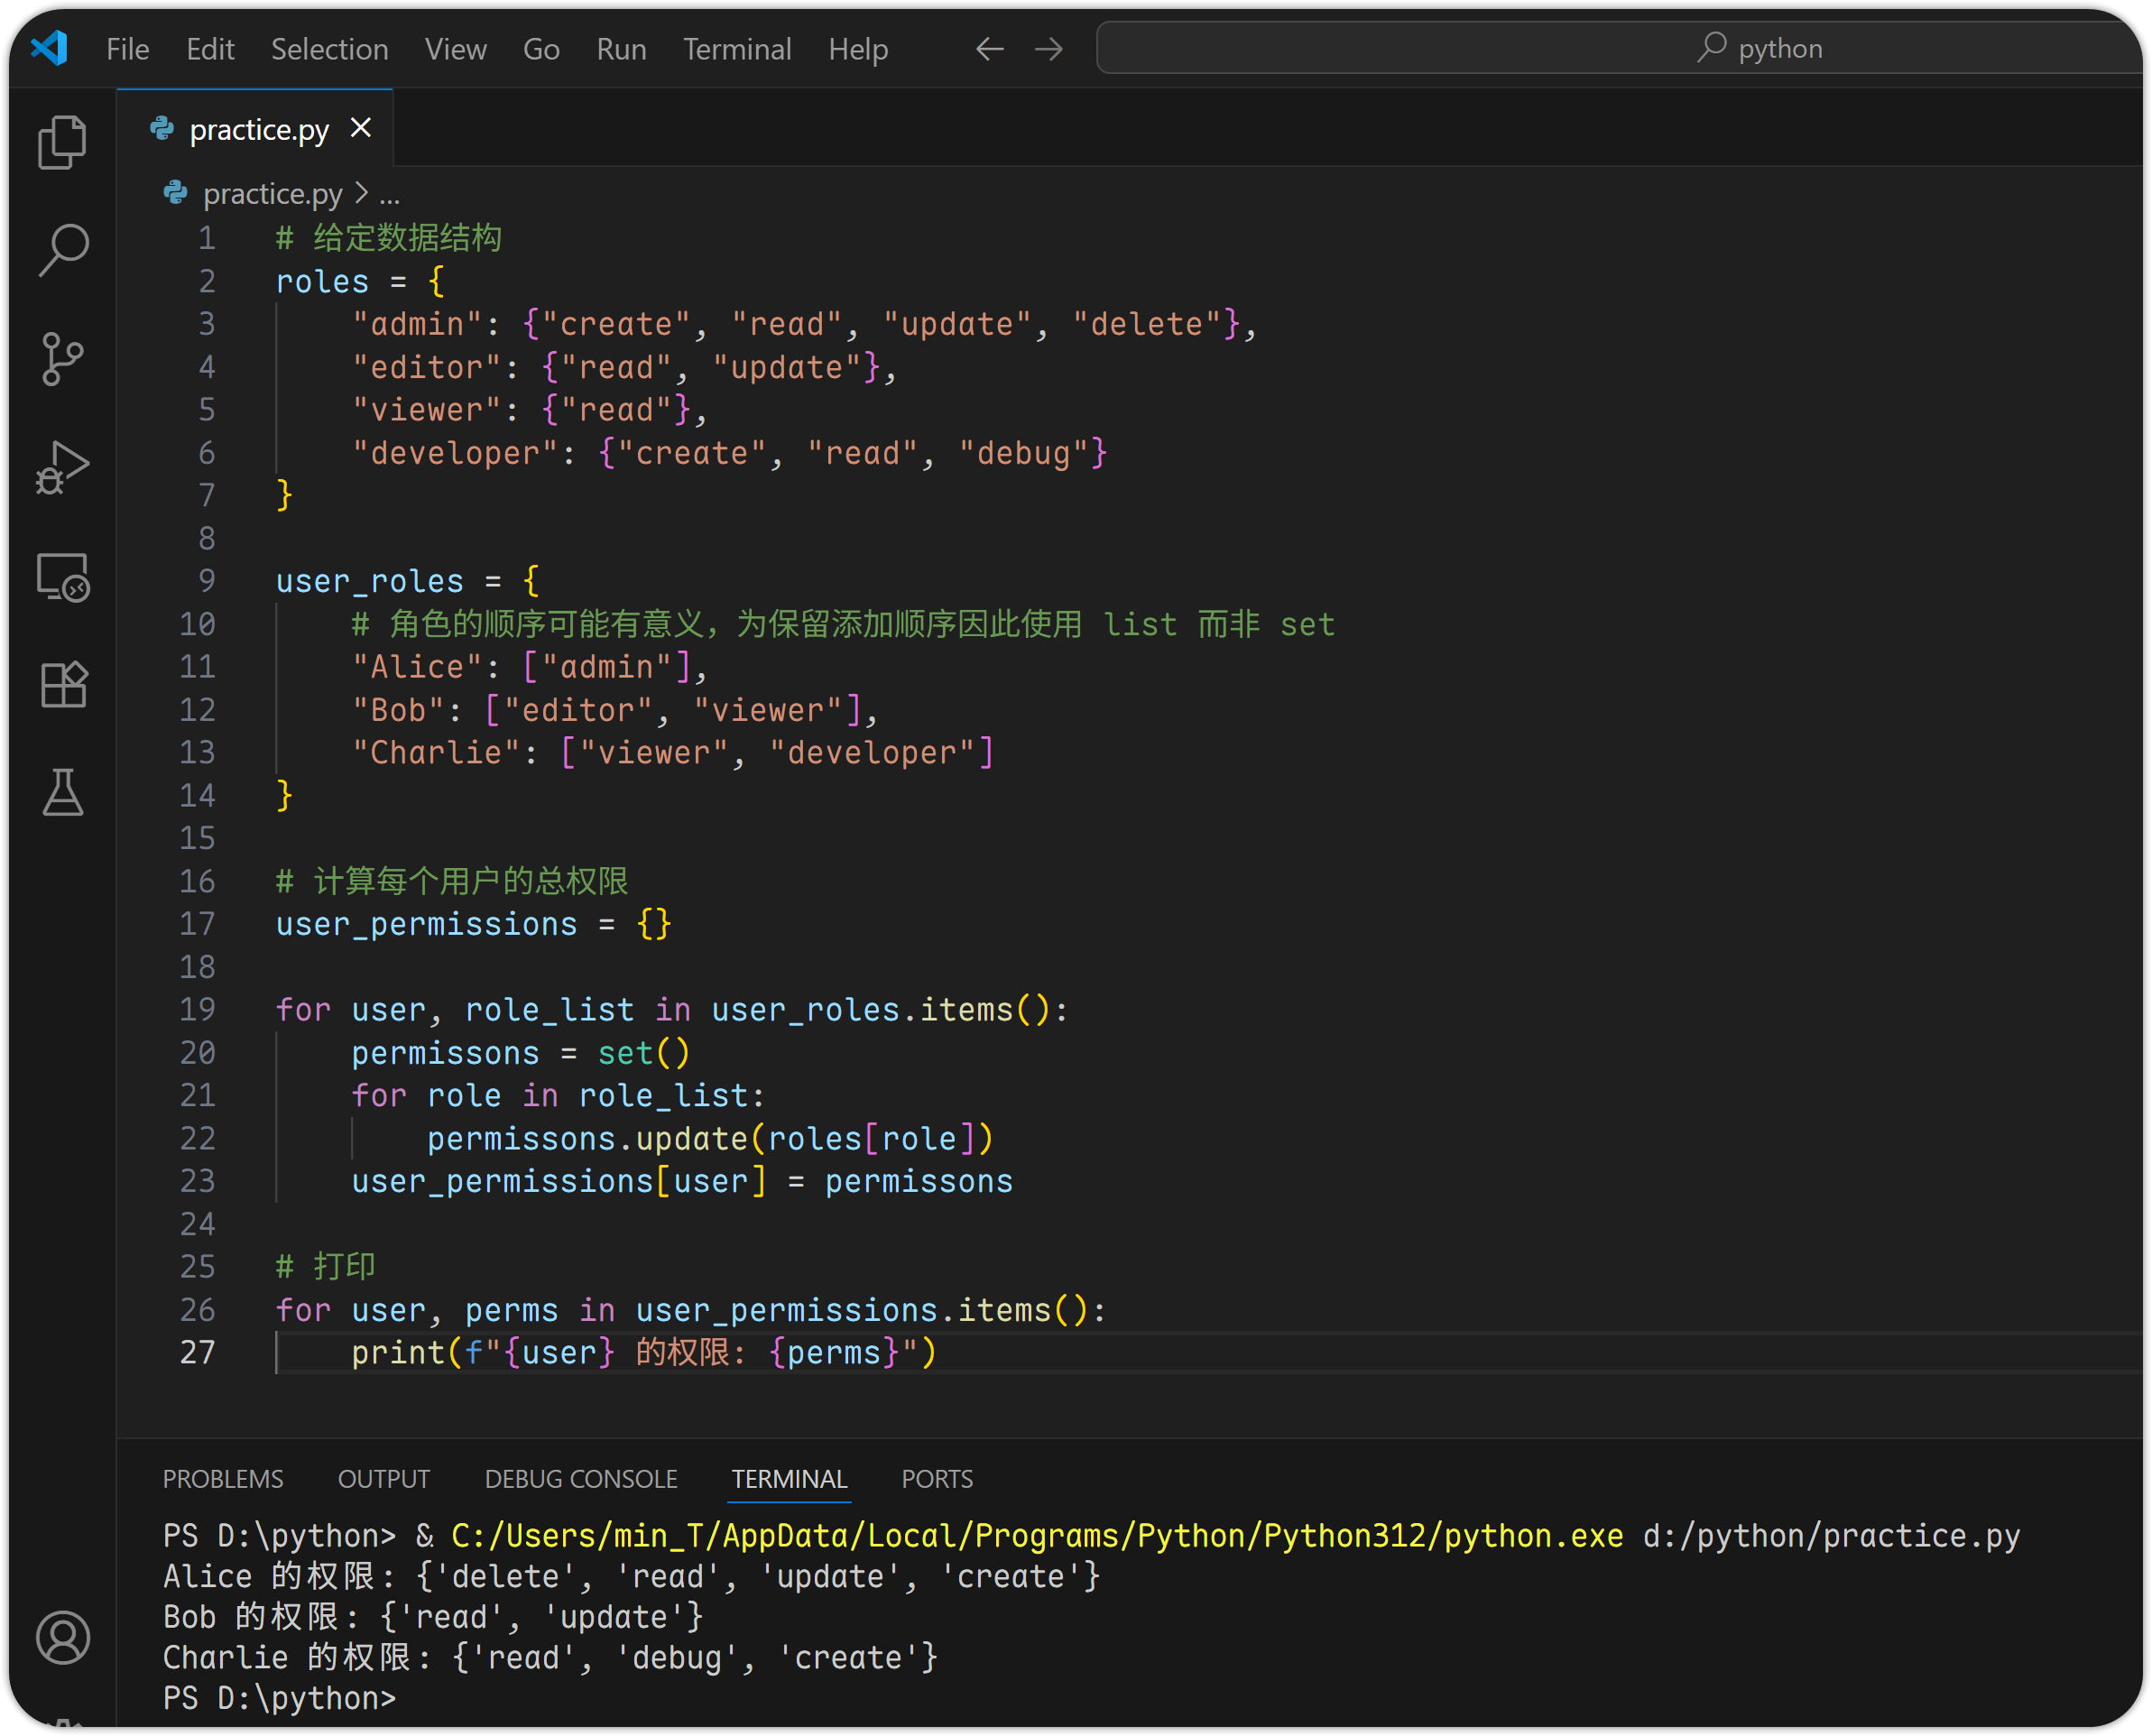 File Edit Selection View Go Run Terminal Help ← → python
practice.py ×
practice.py > ...
1 # 给定数据结构
2 roles = {
3     "admin": {"create", "read", "update", "delete"},
4     "editor": {"read", "update"},
5     "viewer": {"read"},
6     "developer": {"create", "read", "debug"}
7 }
8
9 user_roles = {
10     # 角色的顺序可能有意义，为保留添加顺序因此使用 list 而非 set
11     "Alice": ["admin"],
12     "Bob": ["editor", "viewer"],
13     "Charlie": ["viewer", "developer"]
14 }
15
16 # 计算每个用户的总权限
17 user_permissions = {}
18
19 for user, role_list in user_roles.items():
20     permissons = set()
21     for role in role_list:
22         permissons.update(roles[role])
23     user_permissions[user] = permissons
24
25 # 打印
26 for user, perms in user_permissions.items():
27     print(f"{user} 的权限: {perms}")
PROBLEMS OUTPUT DEBUG CONSOLE TERMINAL PORTS
PS D:\python> & C:/Users/min_T/AppData/Local/Programs/Python/Python312/python.exe d:/python/practice.py
Alice 的权限: {'delete', 'read', 'update', 'create'}
Bob 的权限: {'read', 'update'}
Charlie 的权限: {'read', 'debug', 'create'}
PS D:\python>